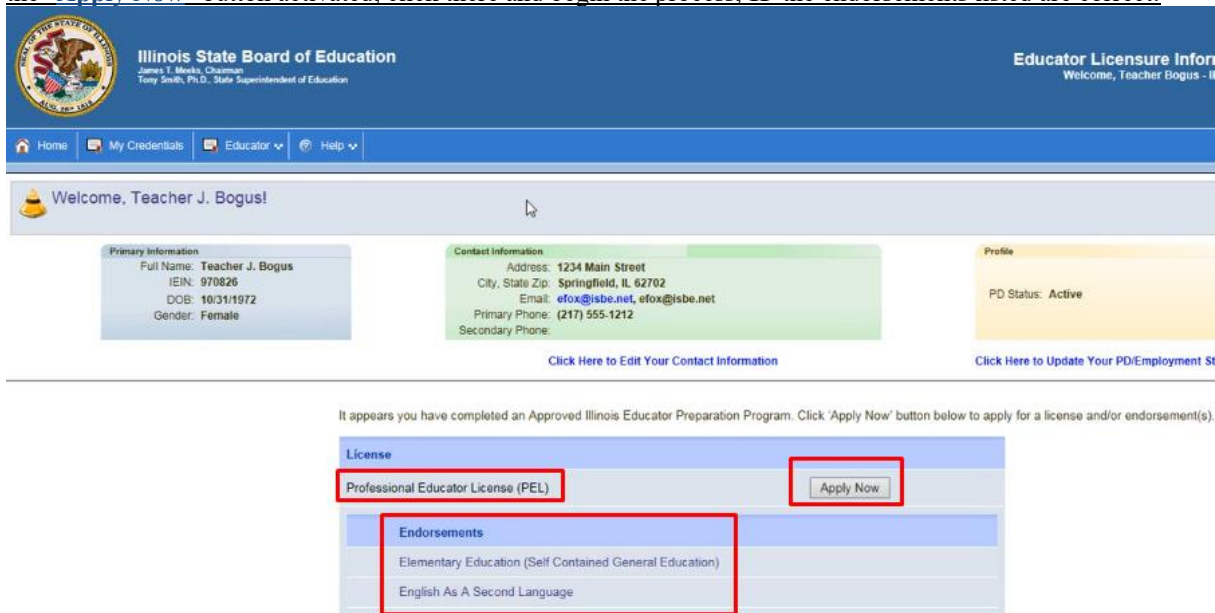 the "Apply Now" button activated, click there and begin the process, IF the endorsements listed are correct.
Illinois State Board of Education
James T. Meeks, Chairman
Tony Smith, Ph.D., State Superintendent of Education
Educator Licensure Infor
Welcome, Teacher Bogus - I
Home My Credentials Educator Help
Welcome, Teacher J. Bogus!
Primary Information
Full Name: Teacher J. Bogus
IEIN: 970826
DOB: 10/31/1972
Gender: Female
Contact Information
Address: 1234 Main Street
City, State Zip: Springfield, IL 62702
Email: efox@isbe.net, efox@isbe.net
Primary Phone: (217) 555-1212
Secondary Phone:
Profile
PD Status: Active
Click Here to Edit Your Contact Information
Click Here to Update Your PD/Employment St
It appears you have completed an Approved Illinois Educator Preparation Program. Click 'Apply Now' button below to apply for a license and/or endorsement(s).
License
Professional Educator License (PEL) Apply Now
Endorsements
Elementary Education (Self Contained General Education)
English As A Second Language